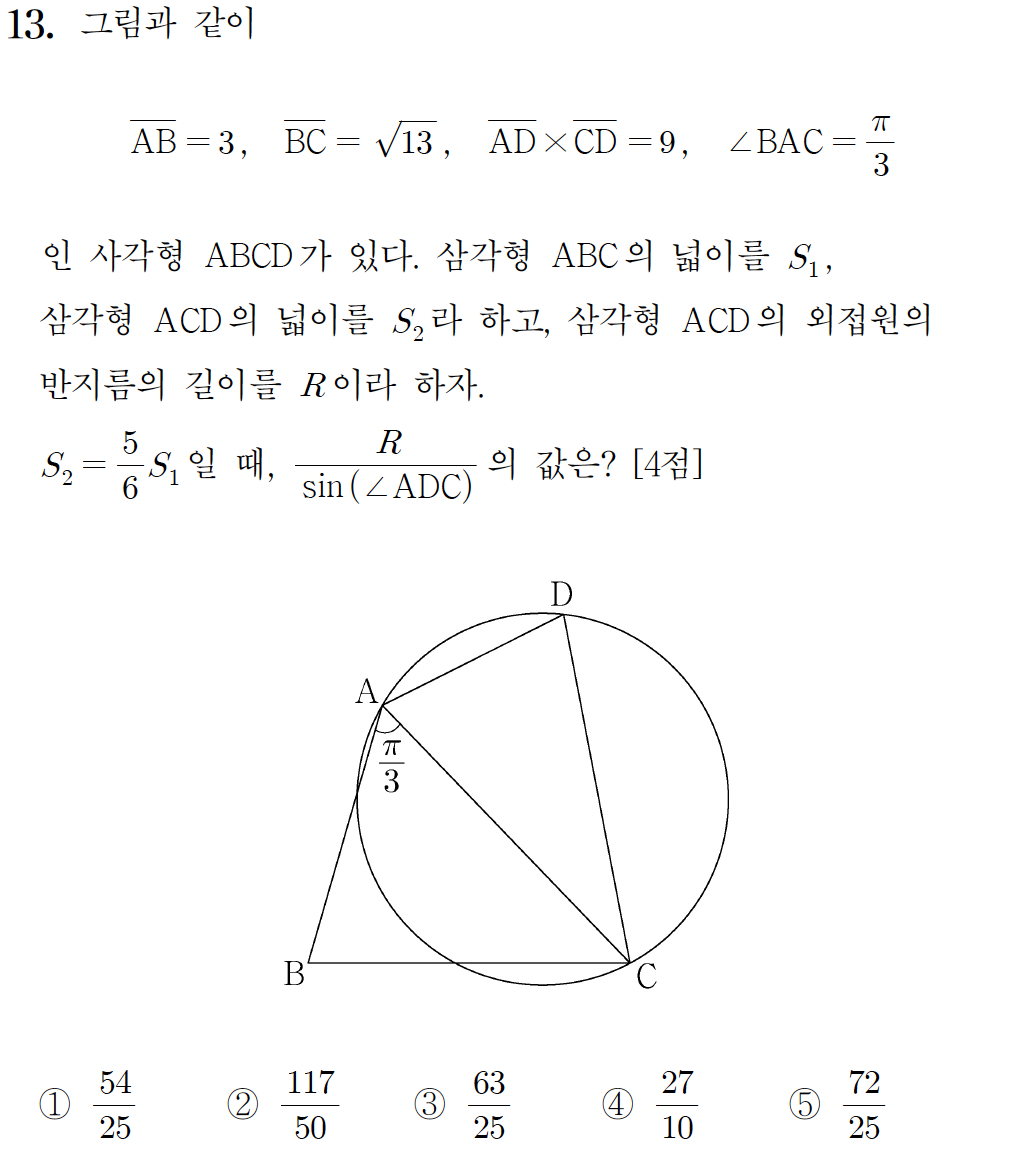 13. 그림과 같이
$\overline{AB}=3$, $\overline{BC}=\sqrt{13}$, $\overline{AD}\times\overline{CD}=9$, $\angle BAC=\frac{\pi}{3}$
인 사각형 ABCD가 있다. 삼각형 ABC의 넓이를 $S_1$,
삼각형 ACD의 넓이를 $S_2$라 하고, 삼각형 ACD의 외접원의
반지름의 길이를 $R$이라 하자.
$S_2=\frac{5}{6}S_1$일 때, $\frac{R}{\sin(\angle ADC)}$의 값은? [4점]
D
A
$\frac{\pi}{3}$
B
C
① $\frac{54}{25}$ ② $\frac{117}{50}$ ③ $\frac{63}{25}$ ④ $\frac{27}{10}$ ⑤ $\frac{72}{25}$